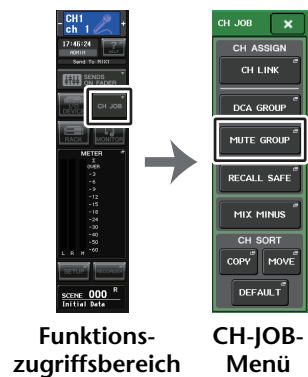 CH1
ch 1
17:46:24
ADMIN
?
Send To MIX1
SENDS
ON FADER
CH JOB
RACK
MONITOR
METER
Σ
OVER
-3
-6
-9
-12
-15
-18
-24
-30
-40
-50
-60
L R M
SETUP
RECORDER
SCENE 000 R
Initial Data
Funktions-
zugriffsbereich
CH JOB
×
CH ASSIGN
CH LINK
DCA GROUP
MUTE GROUP
RECALL SAFE
MIX MINUS
CH SORT
COPY
MOVE
DEFAULT
CH-JOB-
Menü